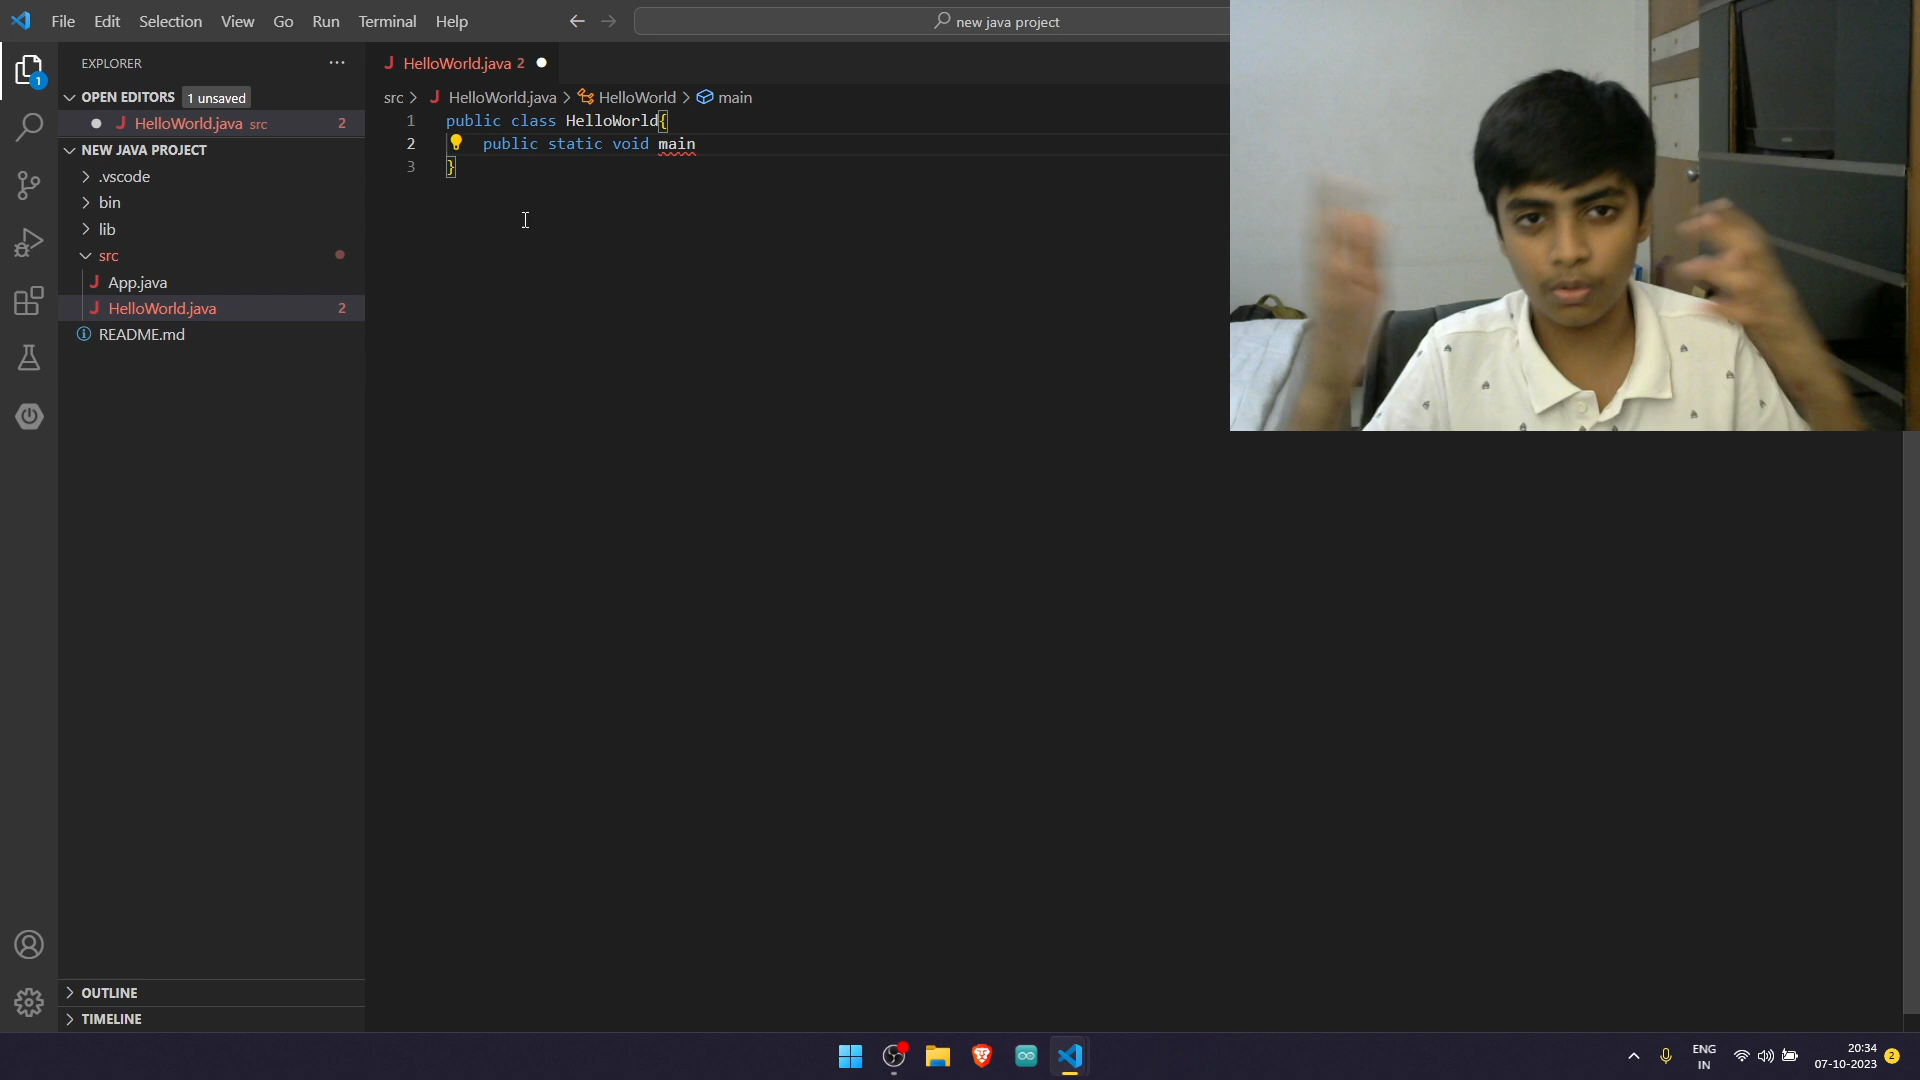 File Edit Selection View Go Run Terminal Help
new java project
EXPLORER
OPEN EDITORS 1 unsaved
HelloWorld.java src 2
NEW JAVA PROJECT
.vscode
bin
lib
src
App.java
HelloWorld.java 2
README.md
OUTLINE
TIMELINE
HelloWorld.java 2
src > HelloWorld.java > HelloWorld > main
1 public class HelloWorld{
2 public static void main
3 }
1
ENG
IN
20:34
07-10-2023
2